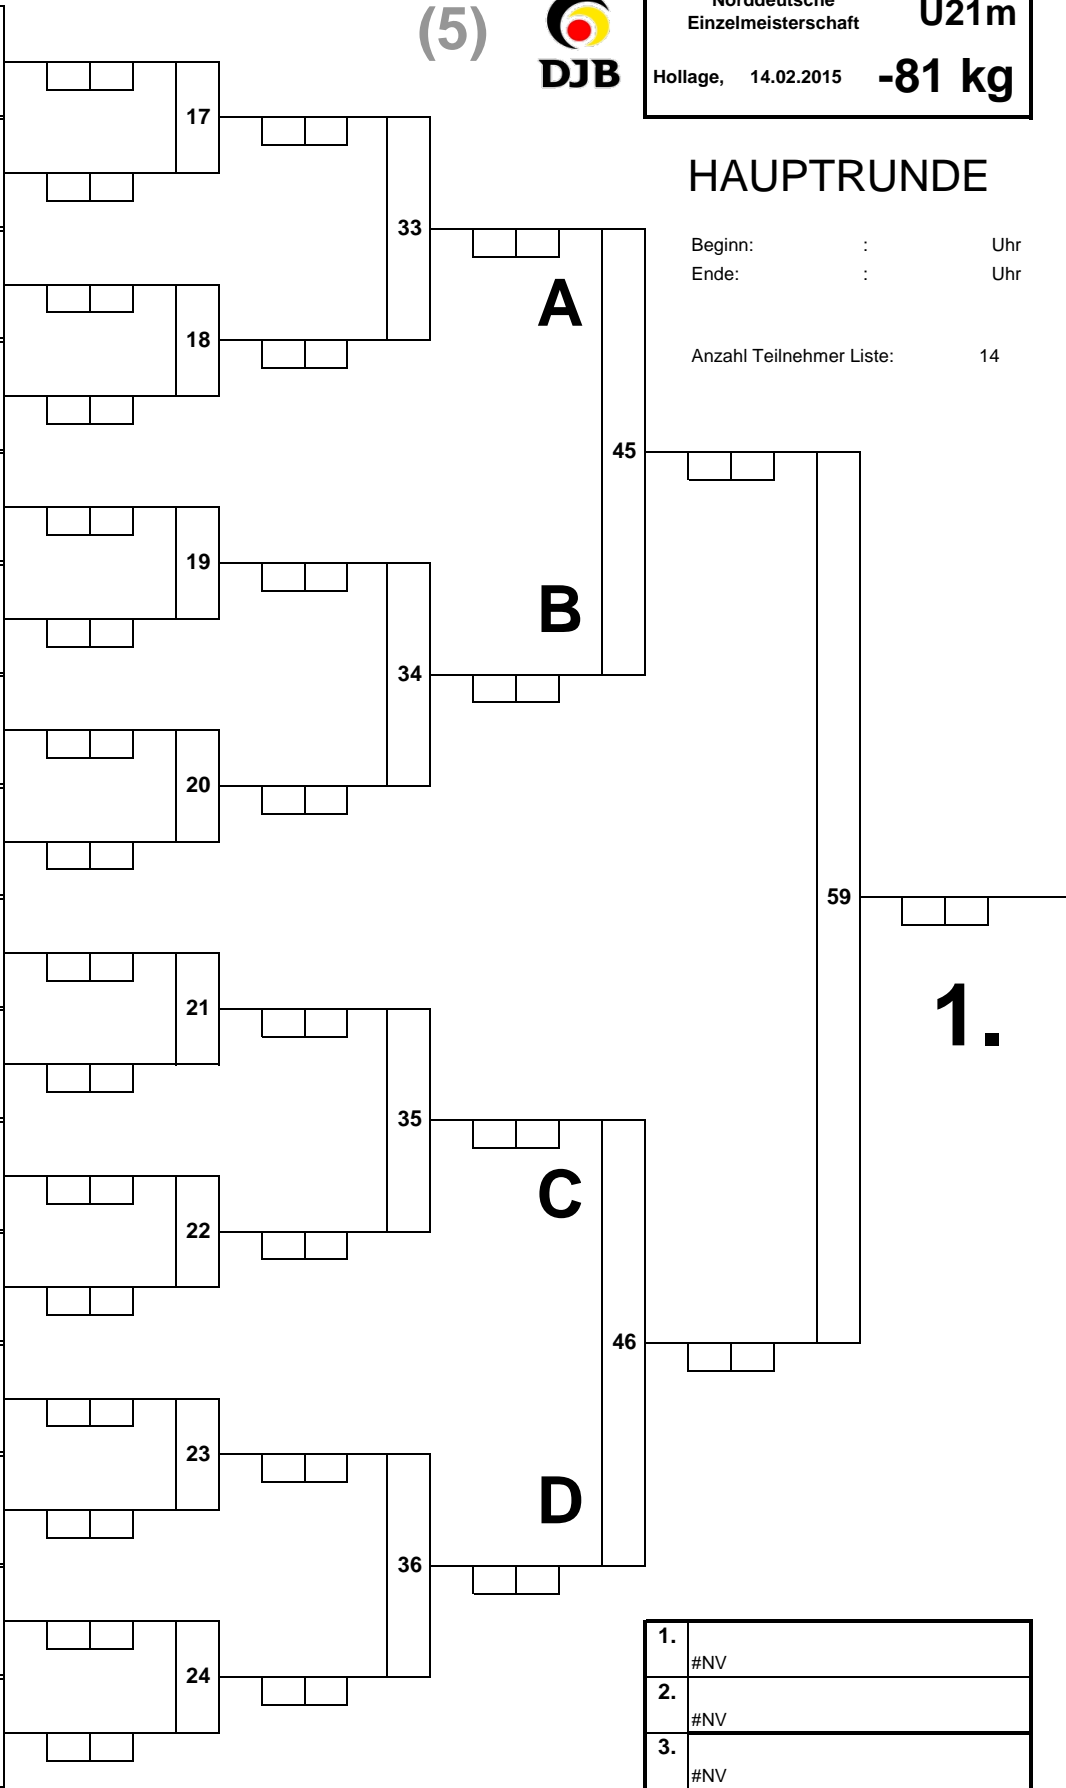 (5)
DJB
Norddeutsche
Einzelmeisterschaft
U21m
Hollage, 14.02.2015 -81 kg
HAUPTRUNDE
Beginn: : Uhr
Ende: : Uhr
Anzahl Teilnehmer Liste: 14
17
33
A
18
45
19
B
34
20
59
21
1.
35
C
22
46
23
D
36
24
1.
#NV
2.
#NV
3.
#NV